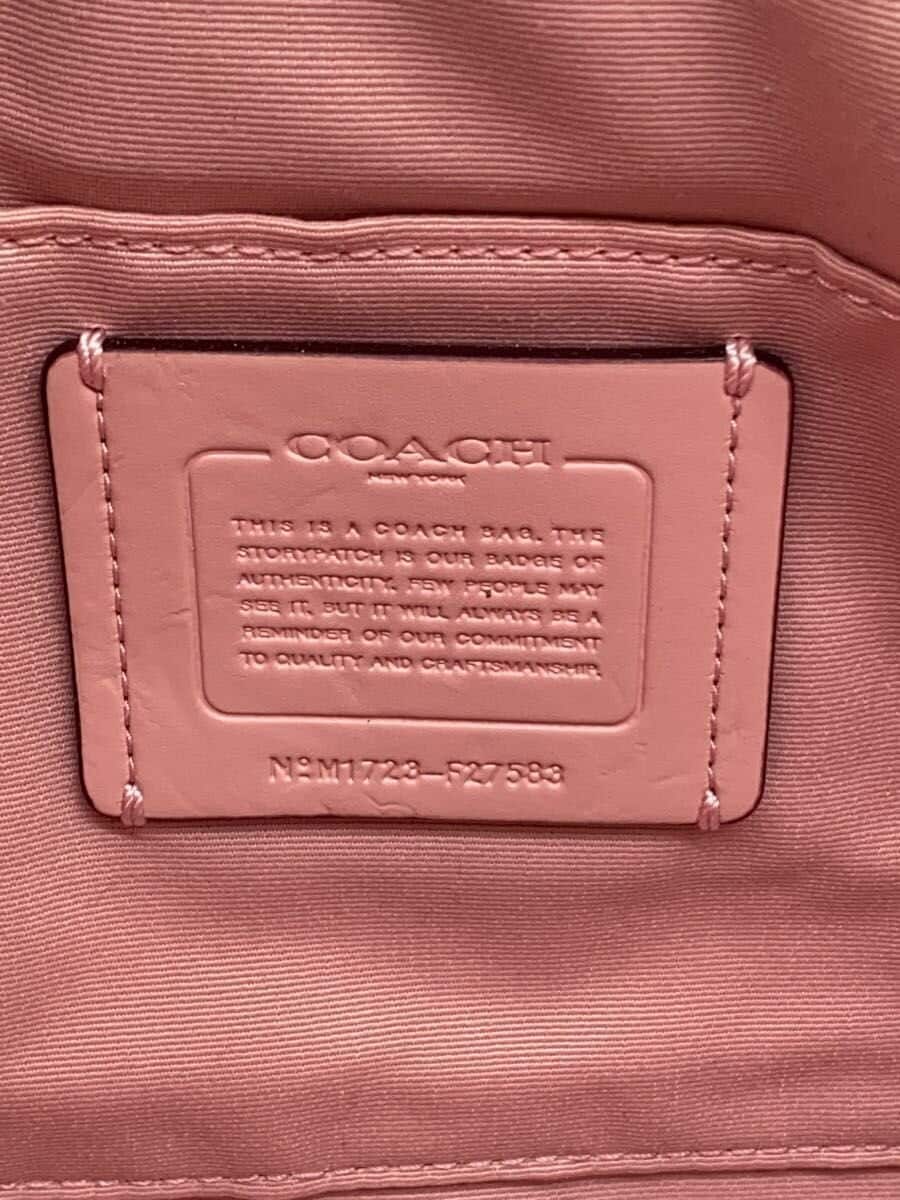 COACH
NEW YORK
THIS IS A COACH BAG. THE
STORYPATCH IS OUR BADGE OF
AUTHENTICITY. FEW PEOPLE MAY
SEE IT, BUT IT WILL ALWAYS BE A
REMINDER OF OUR COMMITMENT
TO QUALITY AND CRAFTSMANSHIP.
Nº M1723-F27583